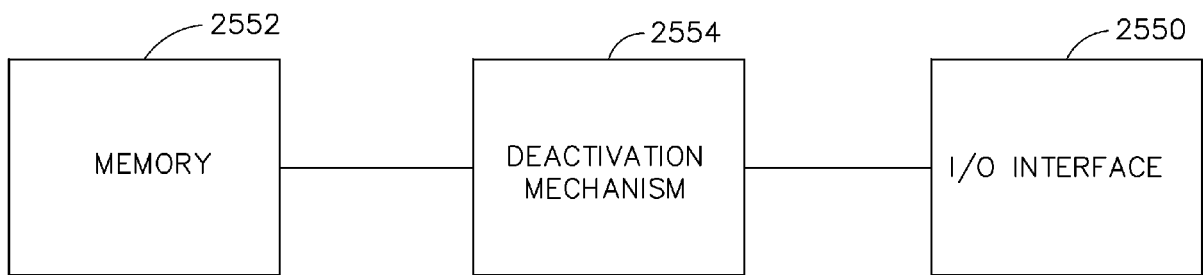 2552
2554
2550
MEMORY
DEACTIVATION
MECHANISM
I/O INTERFACE